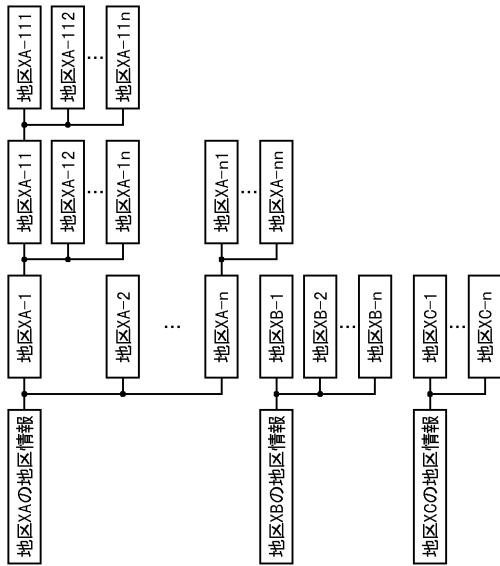 地区XAの地区情報
地区XA-1
地区XA-11
地区XA-111
地区XA-112
…
地区XA-11n
地区XA-12
…
地区XA-1n
地区XA-2
…
地区XA-n
地区XA-n1
…
地区XA-nn
地区XBの地区情報
地区XB-1
地区XB-2
…
地区XB-n
地区XCの地区情報
地区XC-1
…
地区XC-n